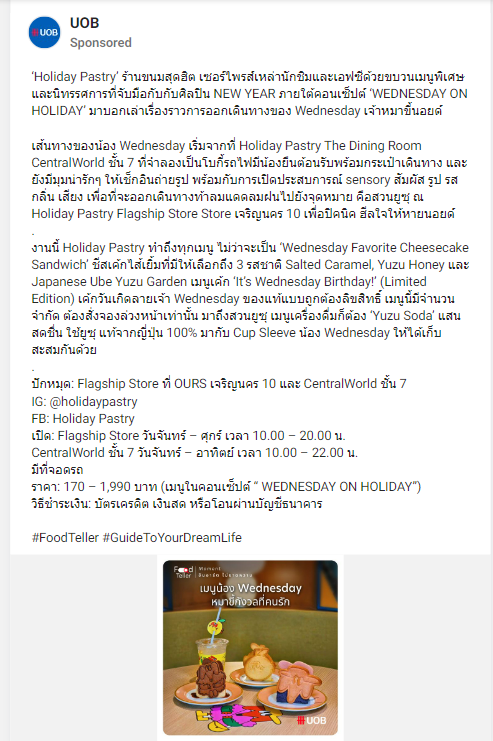 UOB
UOB
Sponsored
'Holiday Pastry' ร้านขนมสุดฮิต เซอร์ไพรส์เหล่านักชิมและเอฟซีด้วยขบวนเมนูพิเศษ
และนิทรรศการที่จับมือกับกับศิลปิน NEW YEAR ภายใต้คอนเซ็ปต์ 'WEDNESDAY ON
HOLIDAY' มาบอกเล่าเรื่องราวการออกเดินทางของ Wednesday เจ้าหมาขี้นอยด์
เส้นทางของน้อง Wednesday เริ่มจากที่ Holiday Pastry The Dining Room
CentralWorld ชั้น 7 ที่จำลองเป็นโบกี้รถไฟมีน้องยืนต้อนรับพร้อมกระเป๋าเดินทาง และ
ยังมีมุมน่ารักๆ ให้เช็กอินถ่ายรูป พร้อมกับการเปิดประสบการณ์ sensory สัมผัส รูป รส
กลิ่น เสียง เพื่อที่จะออกเดินทางท้าลมแดดลมฝนไปยังจุดหมาย คือสวนยูซุ ณ
Holiday Pastry Flagship Store Store เจริญนคร 10 เพื่อปิคนิค ฮีลใจให้หายนอยด์
.
งานนี้ Holiday Pastry ทำถึงทุกเมนู ไม่ว่าจะเป็น 'Wednesday Favorite Cheesecake
Sandwich' ชีสเค้กไส้เยิ้มที่มีให้เลือกถึง 3 รสชาติ Salted Caramel, Yuzu Honey และ
Japanese Ube Yuzu Garden เมนูเค้ก 'It's Wednesday Birthday!' (Limited
Edition) เค้กวันเกิดลายเจ้า Wednesday ของแท้แบบถูกต้องลิขสิทธิ์ เมนูนี้มีจำนวน
จำกัด ต้องสั่งจองล่วงหน้าเท่านั้น มาถึงสวนยูซุ เมนูเครื่องดื่มก็ต้อง 'Yuzu Soda' แสน
สดชื่น ใช้ยูซุ แท้จากญี่ปุ่น 100% มากับ Cup Sleeve น้อง Wednesday ให้ได้เก็บ
สะสมกันด้วย
.
ปักหมุด: Flagship Store ที่ OURS เจริญนคร 10 และ CentralWorld ชั้น 7
IG: @holidaypastry
FB: Holiday Pastry
เปิด: Flagship Store วันจันทร์ – ศุกร์ เวลา 10.00 – 20.00 น.
CentralWorld ชั้น 7 วันจันทร์ – อาทิตย์ เวลา 10.00 – 22.00 น.
มีที่จอดรถ
ราคา: 170 – 1,990 บาท (เมนูในคอนเซ็ปต์ " WEDNESDAY ON HOLIDAY")
วิธีชำระเงิน: บัตรเครดิต เงินสด หรือโอนผ่านบัญชีธนาคาร
#FoodTeller #GuideToYourDreamLife
Food
Teller
Moment
เมนูน้อง Wednesday
หมาขี้กังวลที่คนรัก
UOB